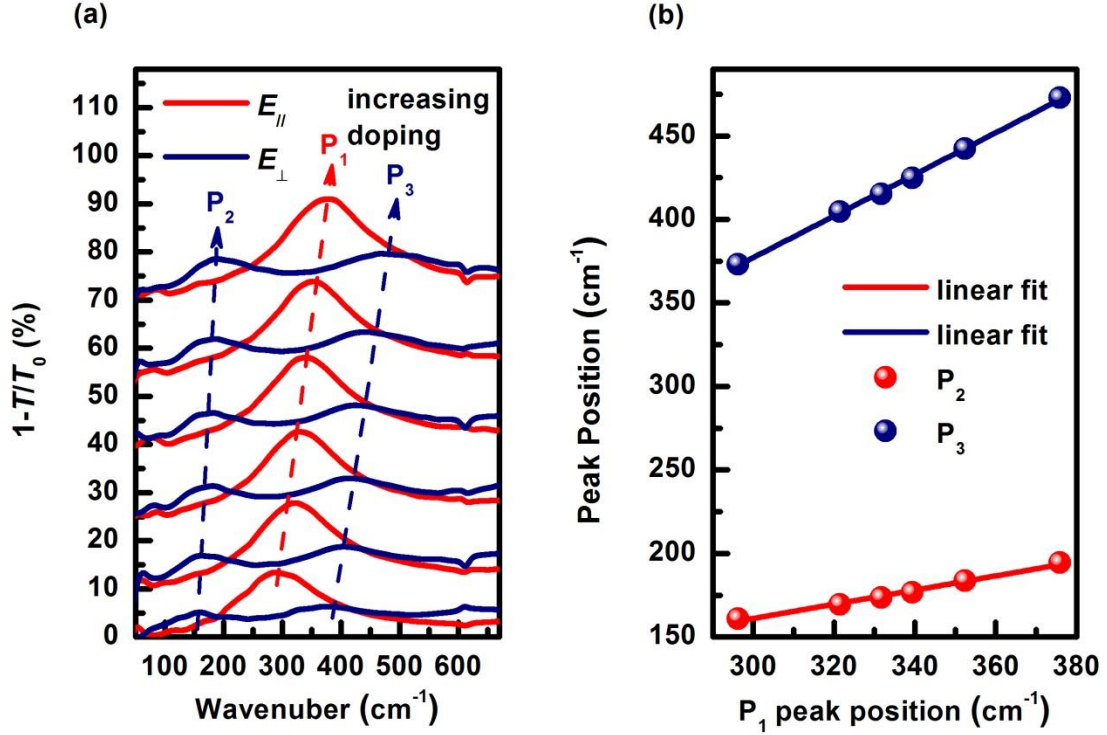 (a)
E//
E⊥
increasing
doping
P2
P1
P3
110
100
90
80
70
60
50
40
30
20
10
0
1-T/T0 (%)
100 200 300 400 500 600
Wavenuber (cm-1)
(b)
450
400
350
300
250
200
150
Peak Position (cm-1)
linear fit
linear fit
P2
P3
300 320 340 360 380
P1 peak position (cm-1)